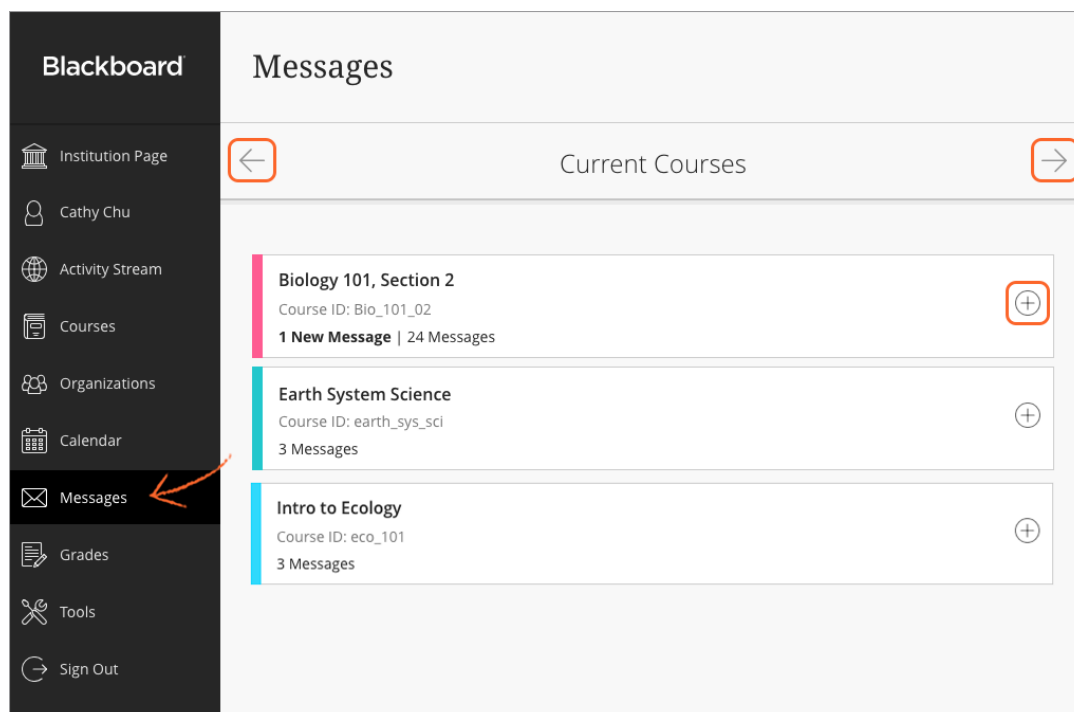 Blackboard
Institution Page
Cathy Chu
Activity Stream
Courses
Organizations
Calendar
Messages
Grades
Tools
Sign Out
Messages
Current Courses
Biology 101, Section 2
Course ID: Bio_101_02
1 New Message | 24 Messages
Earth System Science
Course ID: earth_sys_sci
3 Messages
Intro to Ecology
Course ID: eco_101
3 Messages